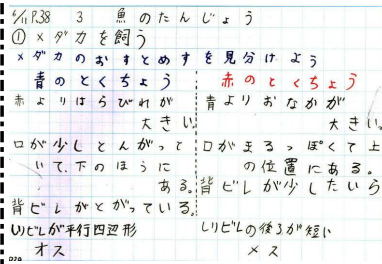 6/11 P.38 3 魚のたんじょう
① メダカを飼う
メダカのおすとめすを見分けよう
青のとくちょう
赤よりはらびれが
大きい。
口が少しとんがっと
いて、下のほうに
ある。
背ビレがとがっている。
しりビレが平行四辺形
オス
赤のとくちょう
青よりおなかが
大きい。
口がまるっぽくて上
の位置にある。
背ビレが少したいら
しりビレの後ろが短い
メス